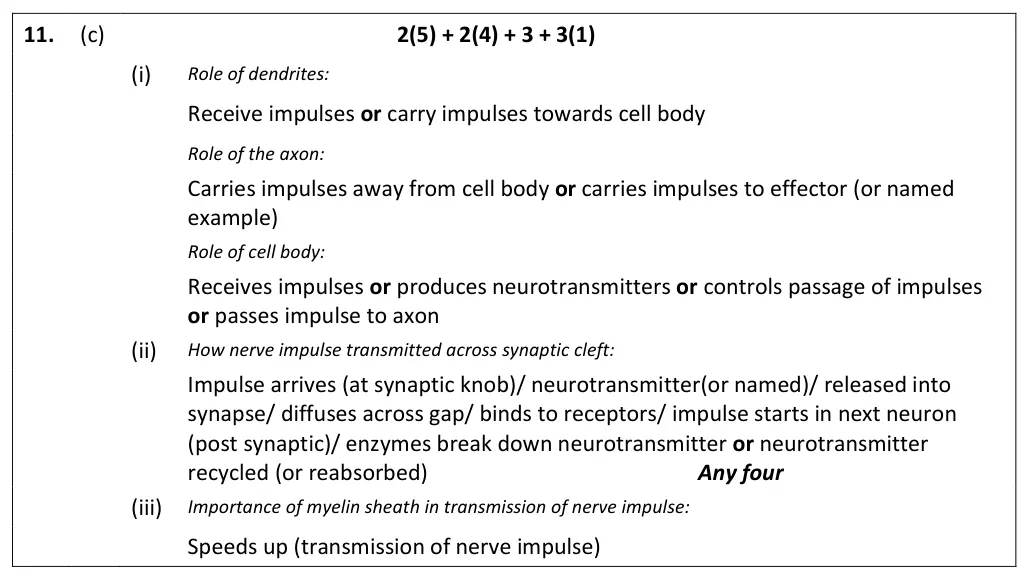 11. (c) 2(5) + 2(4) + 3 + 3(1)
(i) Role of dendrites:
Receive impulses or carry impulses towards cell body
Role of the axon:
Carries impulses away from cell body or carries impulses to effector (or named
example)
Role of cell body:
Receives impulses or produces neurotransmitters or controls passage of impulses
or passes impulse to axon
(ii) How nerve impulse transmitted across synaptic cleft:
Impulse arrives (at synaptic knob)/ neurotransmitter(or named)/ released into
synapse/ diffuses across gap/ binds to receptors/ impulse starts in next neuron
(post synaptic)/ enzymes break down neurotransmitter or neurotransmitter
recycled (or reabsorbed) Any four
(iii) Importance of myelin sheath in transmission of nerve impulse:
Speeds up (transmission of nerve impulse)